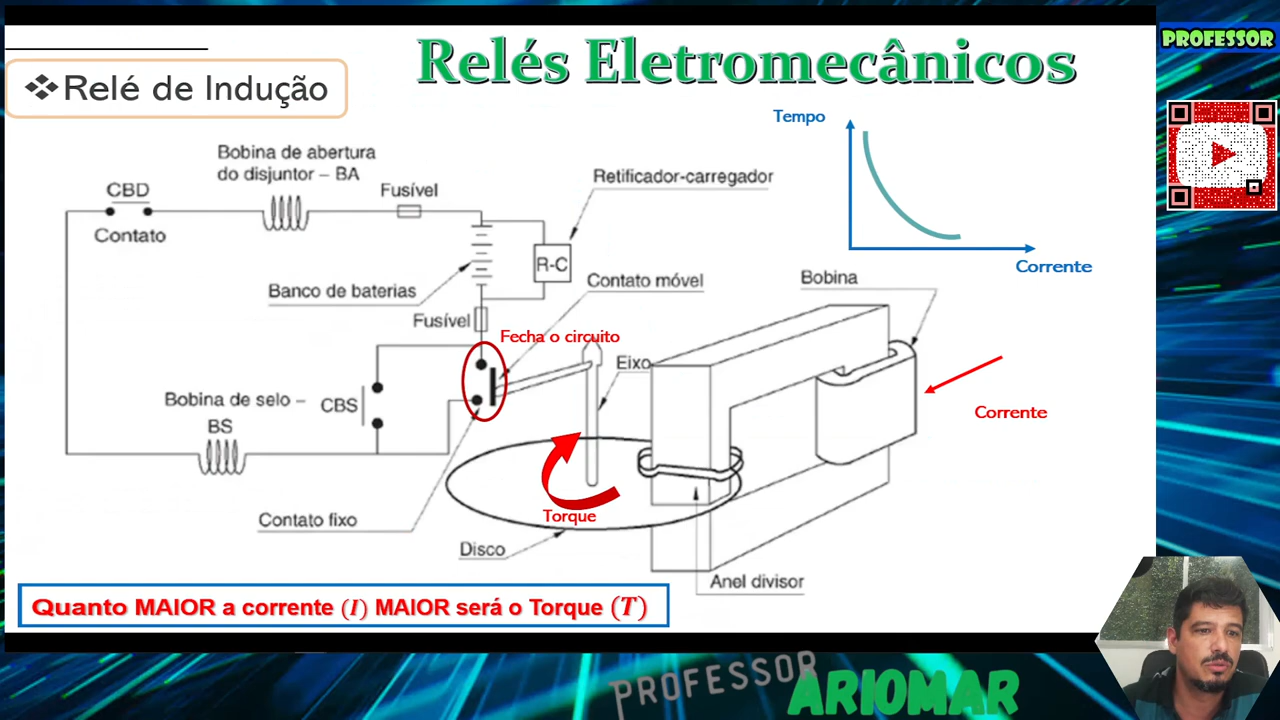 PROFESSOR
Relés Eletromecânicos
❖Relé de Indução
Tempo
Corrente
Bobina de abertura
do disjuntor – BA
CBD
Contato
Fusível
Retificador-carregador
R-C
Banco de baterias
Contato móvel
Fusível
Fecha o circuito
Bobina
Eixo
Corrente
Bobina de selo –
BS
CBS
Contato fixo
Torque
Disco
Anel divisor
Quanto MAIOR a corrente (I) MAIOR será o Torque (T)
PROFESSOR
ARIOMAR